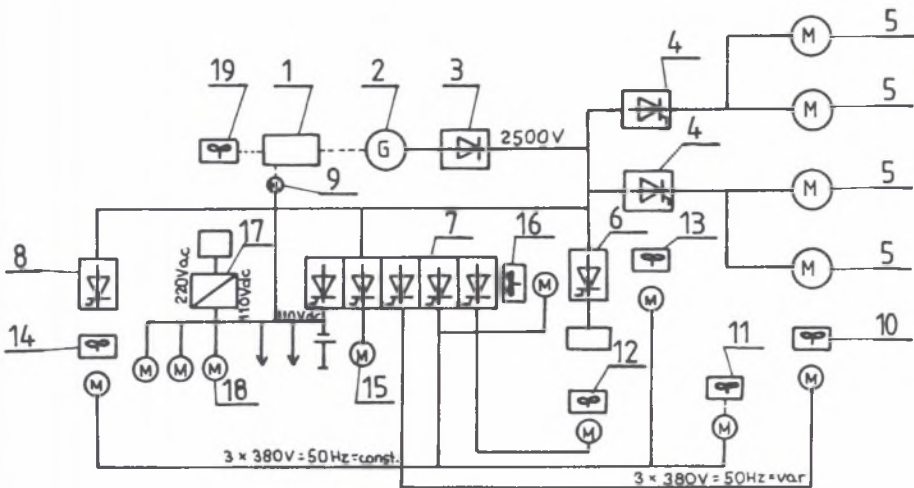 5
4
19 1 2 3
M
5
M
G
2500V
4
9
M
5
M
8 17 7 16 6 13
5
M
220Vac
110Vdc
110Vdc
M
14
M
10
12 11
M M M
18
M
15
M
M
M
M
M
3 × 380V = 50Hz = const.
3 × 380V = 50Hz = var